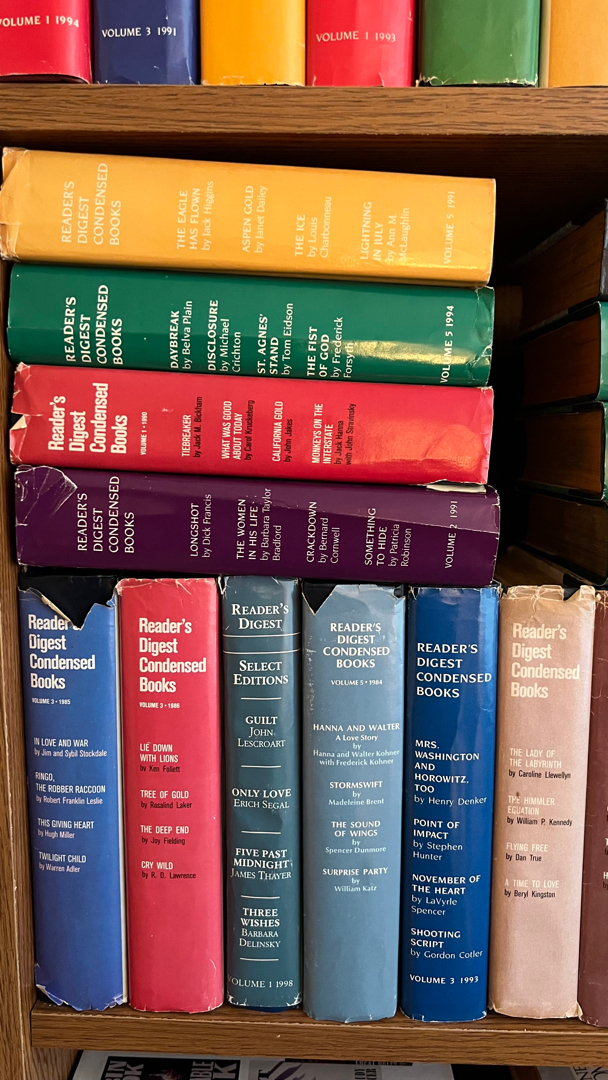 VOLUME 1 1994
VOLUME 3 1991
VOLUME 1 1993
READER'S
DIGEST
CONDENSED
BOOKS
THE EAGLE
HAS FLOWN
by Jack Higgins
ASPEN GOLD
by Janet Dailey
THE ICE
by Louis
Charbonneau
LIGHTNING
IN JULY
by Ann M.
McLaughlin
VOLUME 5 1991
READER'S
DIGEST
CONDENSED
BOOKS
DAYBREAK
by Belva Plain
DISCLOSURE
by Michael
Crichton
ST. AGNES'
STAND
by Tom Eidson
THE FIST
OF GOD
by Frederick
Forsyth
VOLUME 5 1994
Reader's
Digest
Condensed
Books
TIEBREAKER
by Jack M. Bickham
WHAT WAS GOOD
ABOUT TODAY
by Carol Kruckeberg
CALIFORNIA GOLD
by John Jakes
MONKEYS ON THE
INTERSTATE
by Jack Hanna
with John Stravinsky
READER'S
DIGEST
CONDENSED
BOOKS
LONGSHOT
by Dick Francis
THE WOMEN
IN HIS LIFE
by Barbara Taylor
Bradford
CRACKDOWN
by Bernard
Cornwell
SOMETHING
TO HIDE
by Patricia
Robinson
VOLUME 2 1991
Reader's
Digest
Condensed
Books
VOLUME 3 • 1985
IN LOVE AND WAR
by Jim and Sybil Stockdale
RINGO,
THE ROBBER RACCOON
by Robert Franklin Leslie
THIS GIVING HEART
by Hugh Miller
TWILIGHT CHILD
by Warren Adler
Reader's
Digest
Condensed
Books
VOLUME 3 • 1986
LIE DOWN
WITH LIONS
by Ken Follett
TREE OF GOLD
by Rosalind Laker
THE DEEP END
by Joy Fielding
CRY WILD
by R. D. Lawrence
READER'S
DIGEST
SELECT
EDITIONS
GUILT
JOHN
LESCROART
ONLY LOVE
ERICH SEGAL
FIVE PAST
MIDNIGHT
JAMES THAYER
THREE
WISHES
BARBARA
DELINSKY
VOLUME 1 1998
READER'S
DIGEST
CONDENSED
BOOKS
VOLUME 5 • 1984
HANNA AND WALTER
A Love Story
by
Hanna and Walter Kohner
with Frederick Kohner
STORMSWIFT
by
Madeleine Brent
THE SOUND
OF WINGS
by
Spencer Dunmore
SURPRISE PARTY
by
William Katz
READER'S
DIGEST
CONDENSED
BOOKS
MRS.
WASHINGTON
AND
HOROWITZ,
TOO
by Henry Denker
POINT OF
IMPACT
by Stephen
Hunter
NOVEMBER OF
THE HEART
by LaVyrle
Spencer
SHOOTING
SCRIPT
by Gordon Cotler
VOLUME 3 1993
Reader's
Digest
Condensed
Books
THE LADY OF
THE LABYRINTH
by Caroline Llewellyn
THE HIMMLER
EQUATION
by William P. Kennedy
FLYING FREE
by Dan True
A TIME TO LOVE
by Beryl Kingston